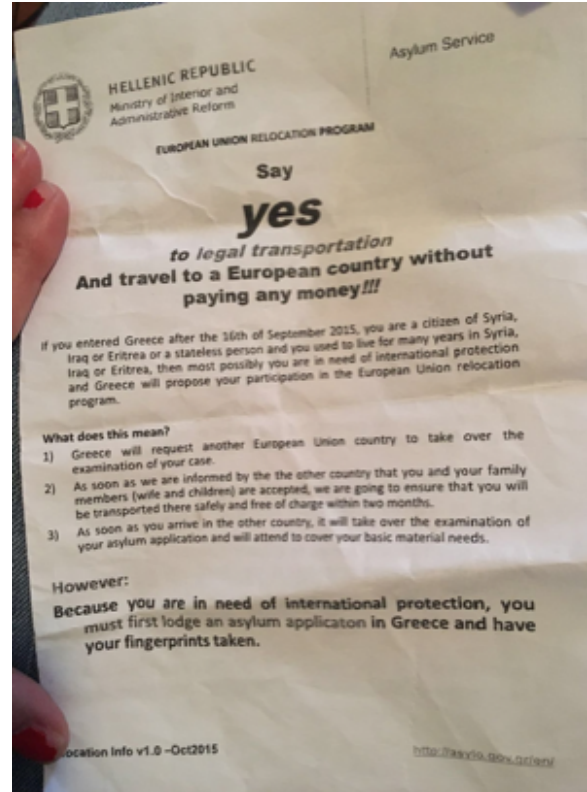 HELLENIC REPUBLIC
Ministry of Interior and
Administrative Reform
Asylum Service
EUROPEAN UNION RELOCATION PROGRAM
Say
yes
to legal transportation
And travel to a European country without
paying any money!!!
If you entered Greece after the 16th of September 2015, you are a citizen of Syria,
Iraq or Eritrea or a stateless person and you used to live for many years in Syria,
Iraq or Eritrea, then most possibly you are in need of international protection
and Greece will propose your participation in the European Union relocation
program.
What does this mean?
1) Greece will request another European Union country to take over the
examination of your case.
2) As soon as we are informed by the the other country that you and your family
members (wife and children) are accepted, we are going to ensure that you will
be transported there safely and free of charge within two months.
3) As soon as you arrive in the other country, it will take over the examination of
your asylum application and will attend to cover your basic material needs.
However:
Because you are in need of international protection, you
must first lodge an asylum applicaton in Greece and have
your fingerprints taken.
ocation Info v1.0 –Oct2015
http://asylo.gov.gr/en/